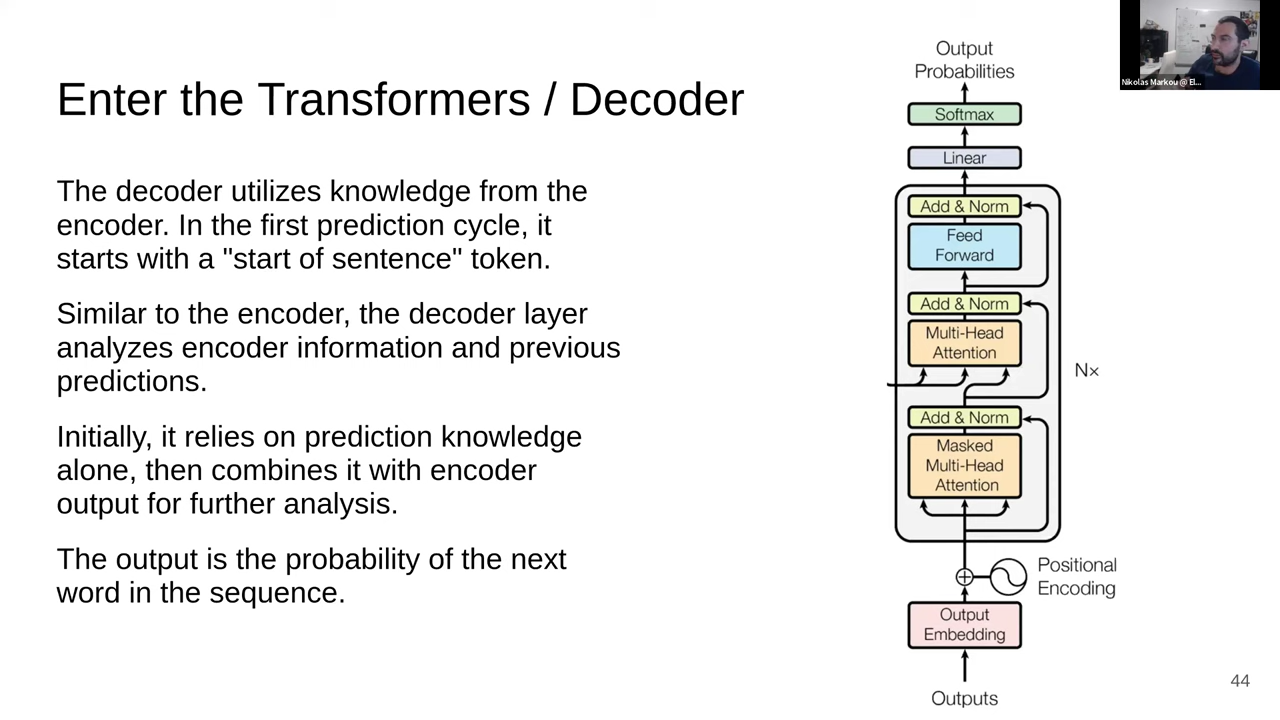 Enter the Transformers / Decoder
The decoder utilizes knowledge from the
encoder. In the first prediction cycle, it
starts with a "start of sentence" token.
Similar to the encoder, the decoder layer
analyzes encoder information and previous
predictions.
Initially, it relies on prediction knowledge
alone, then combines it with encoder
output for further analysis.
The output is the probability of the next
word in the sequence.
Output
Probabilities
Softmax
Linear
Add & Norm
Feed
Forward
Add & Norm
Multi-Head
Attention
N×
Add & Norm
Masked
Multi-Head
Attention
Positional
Encoding
Output
Embedding
Outputs
44
Nikolas Markou @ El...